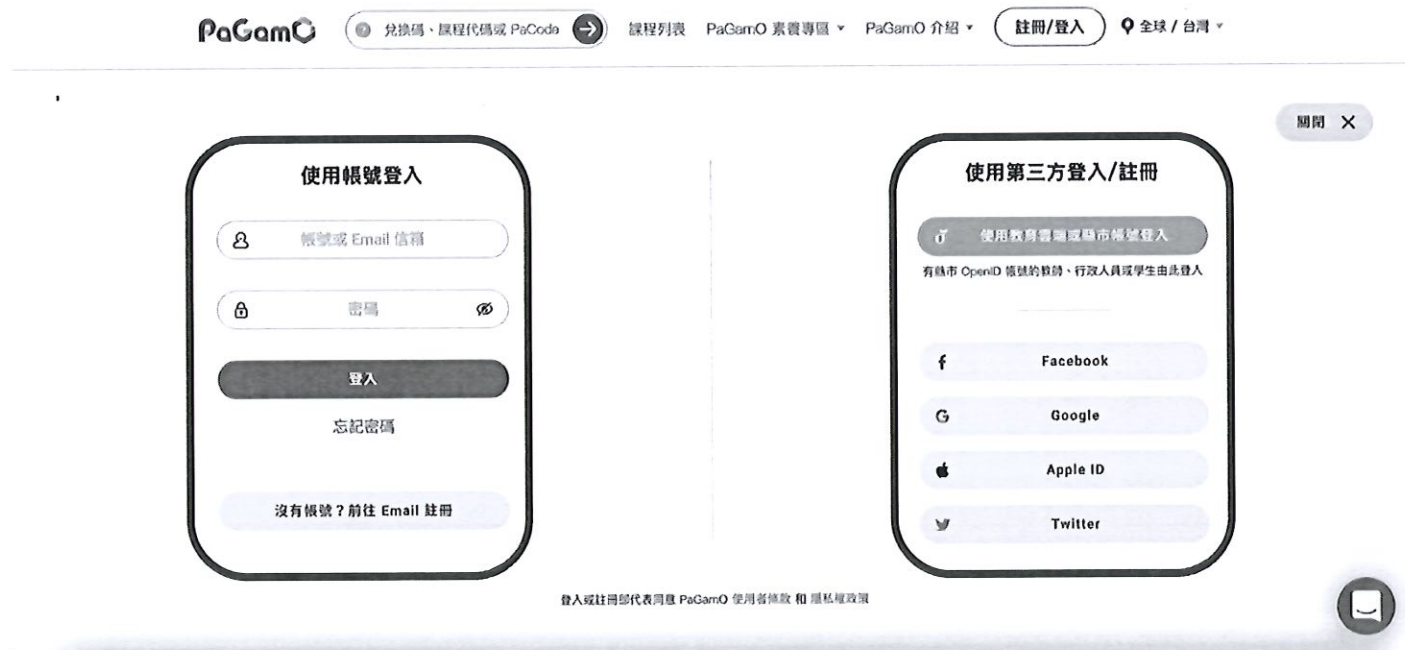 PaGamO 兌換碼、課程代碼或 PaCode 課程列表 PaGamO 素養專區 PaGamO 介紹 註冊/登入 全球 / 台灣
關閉
使用帳號登入
帳號或 Email 信箱
密碼
登入
忘記密碼
沒有帳號？前往 Email 註冊
使用第三方登入/註冊
使用教育雲端或縣市帳號登入
有縣市 OpenID 帳號的教師、行政人員或學生由此登入
Facebook
Google
Apple ID
Twitter
登入或註冊即代表同意 PaGamO 使用者條款 和 隱私權政策